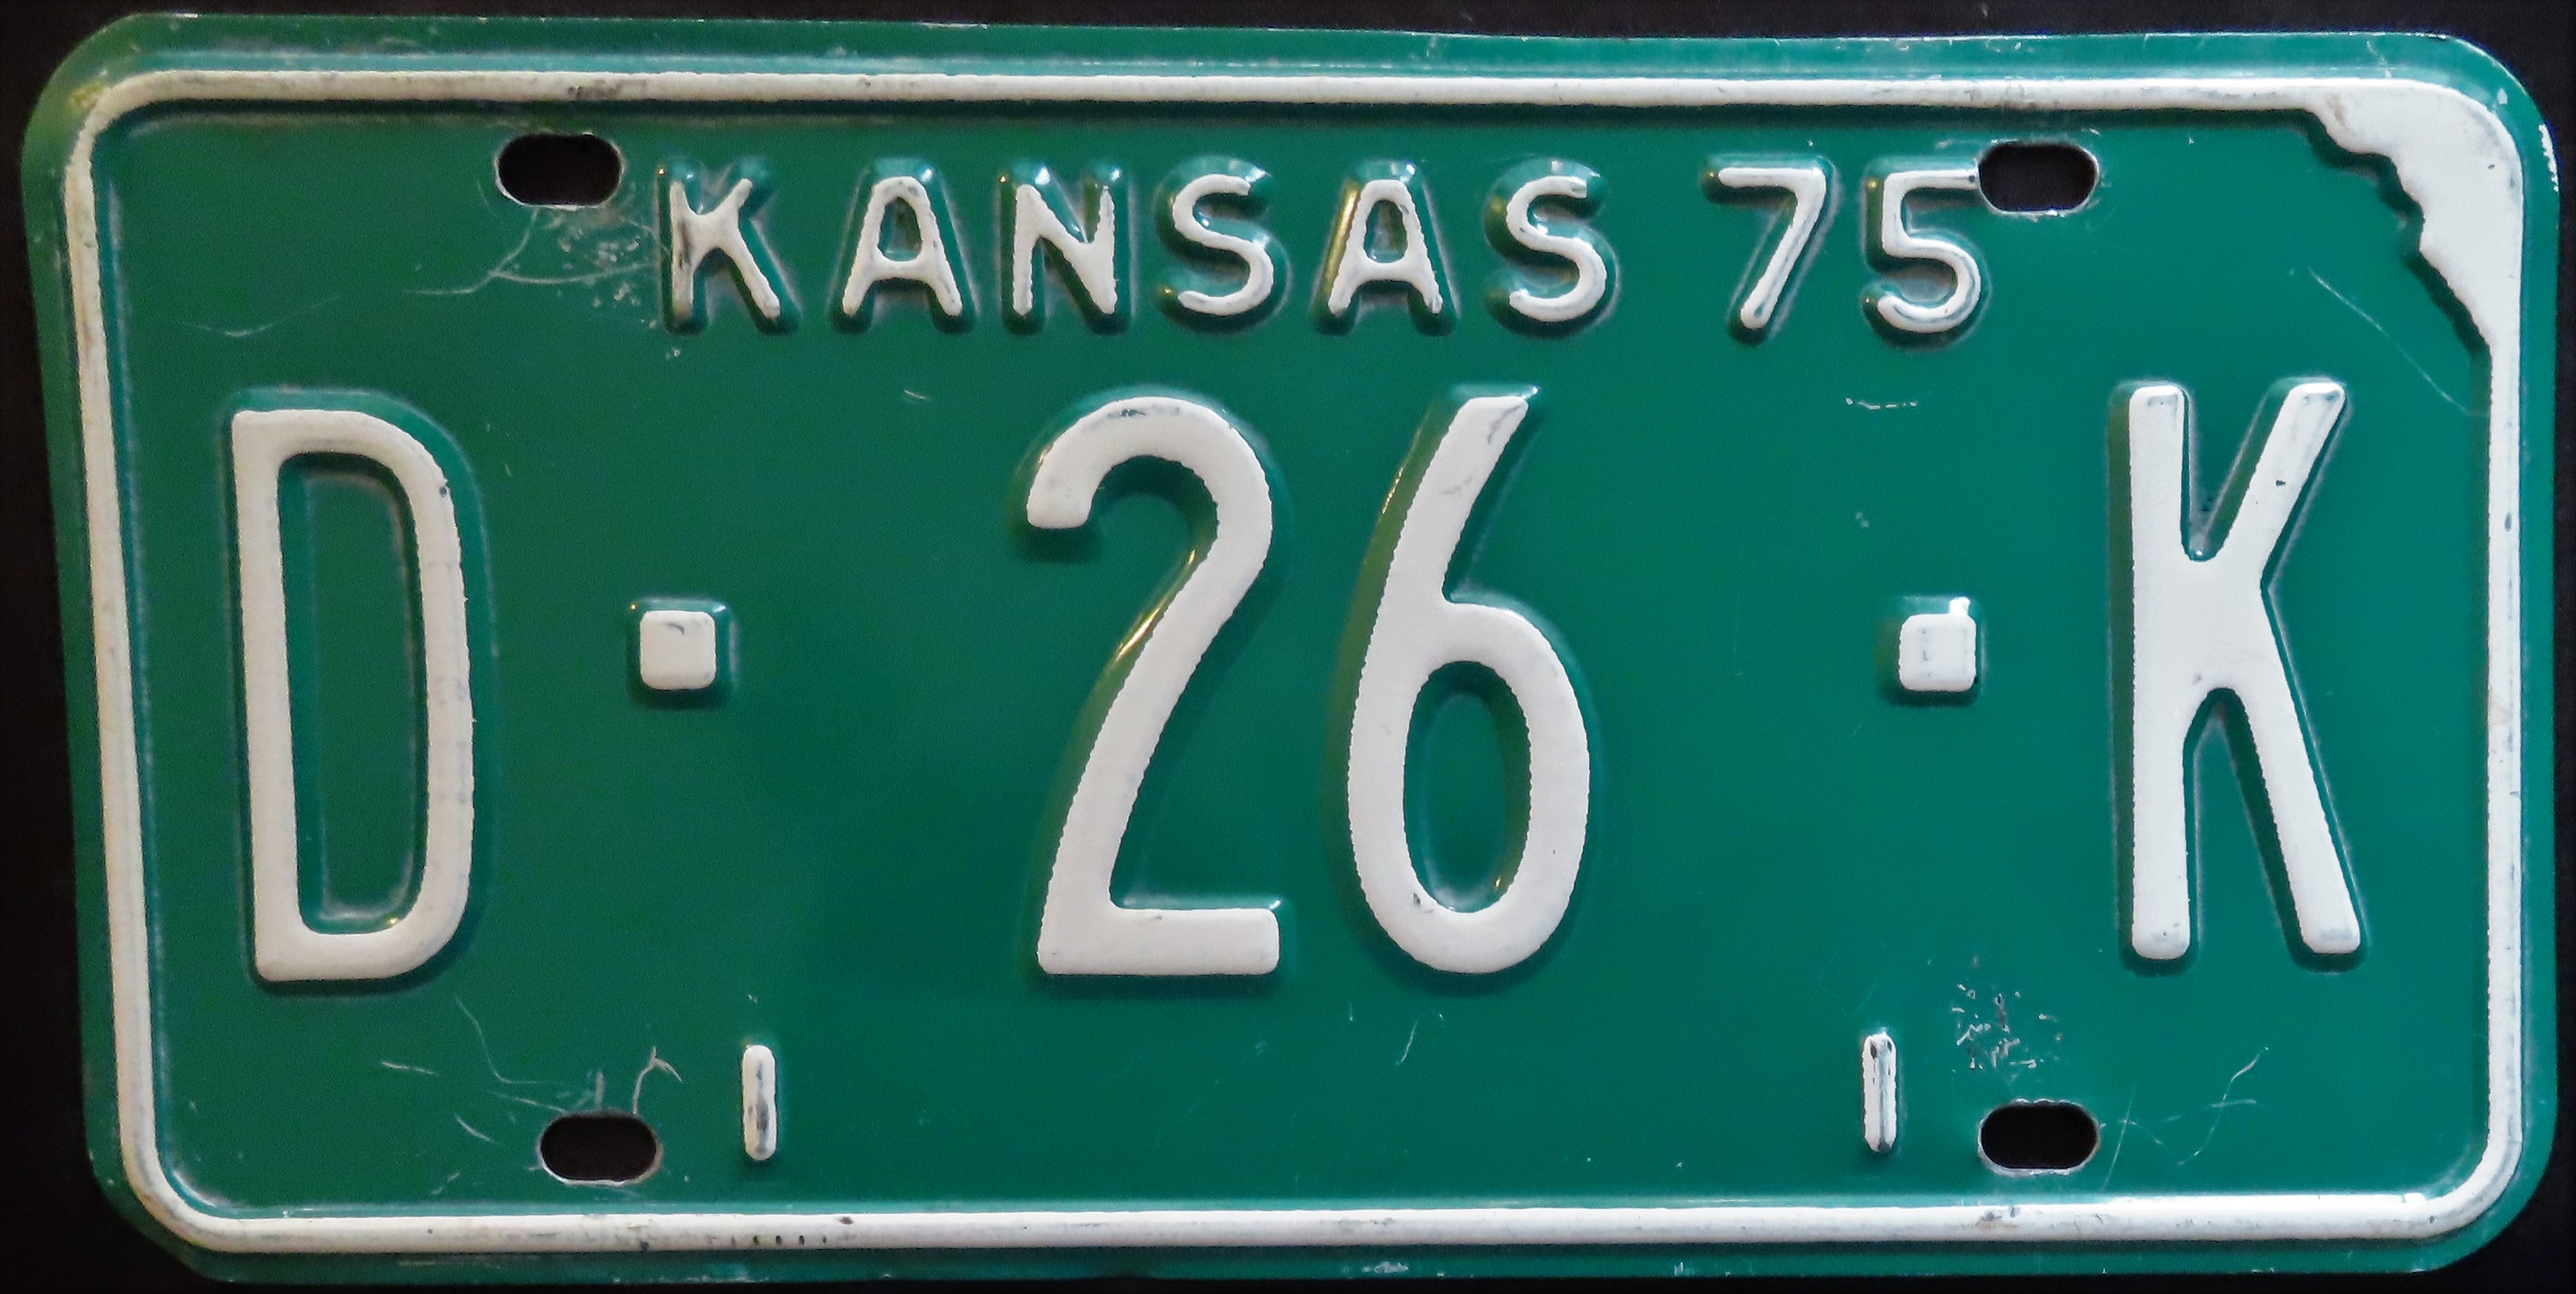 KANSAS 75
D · 26 · K